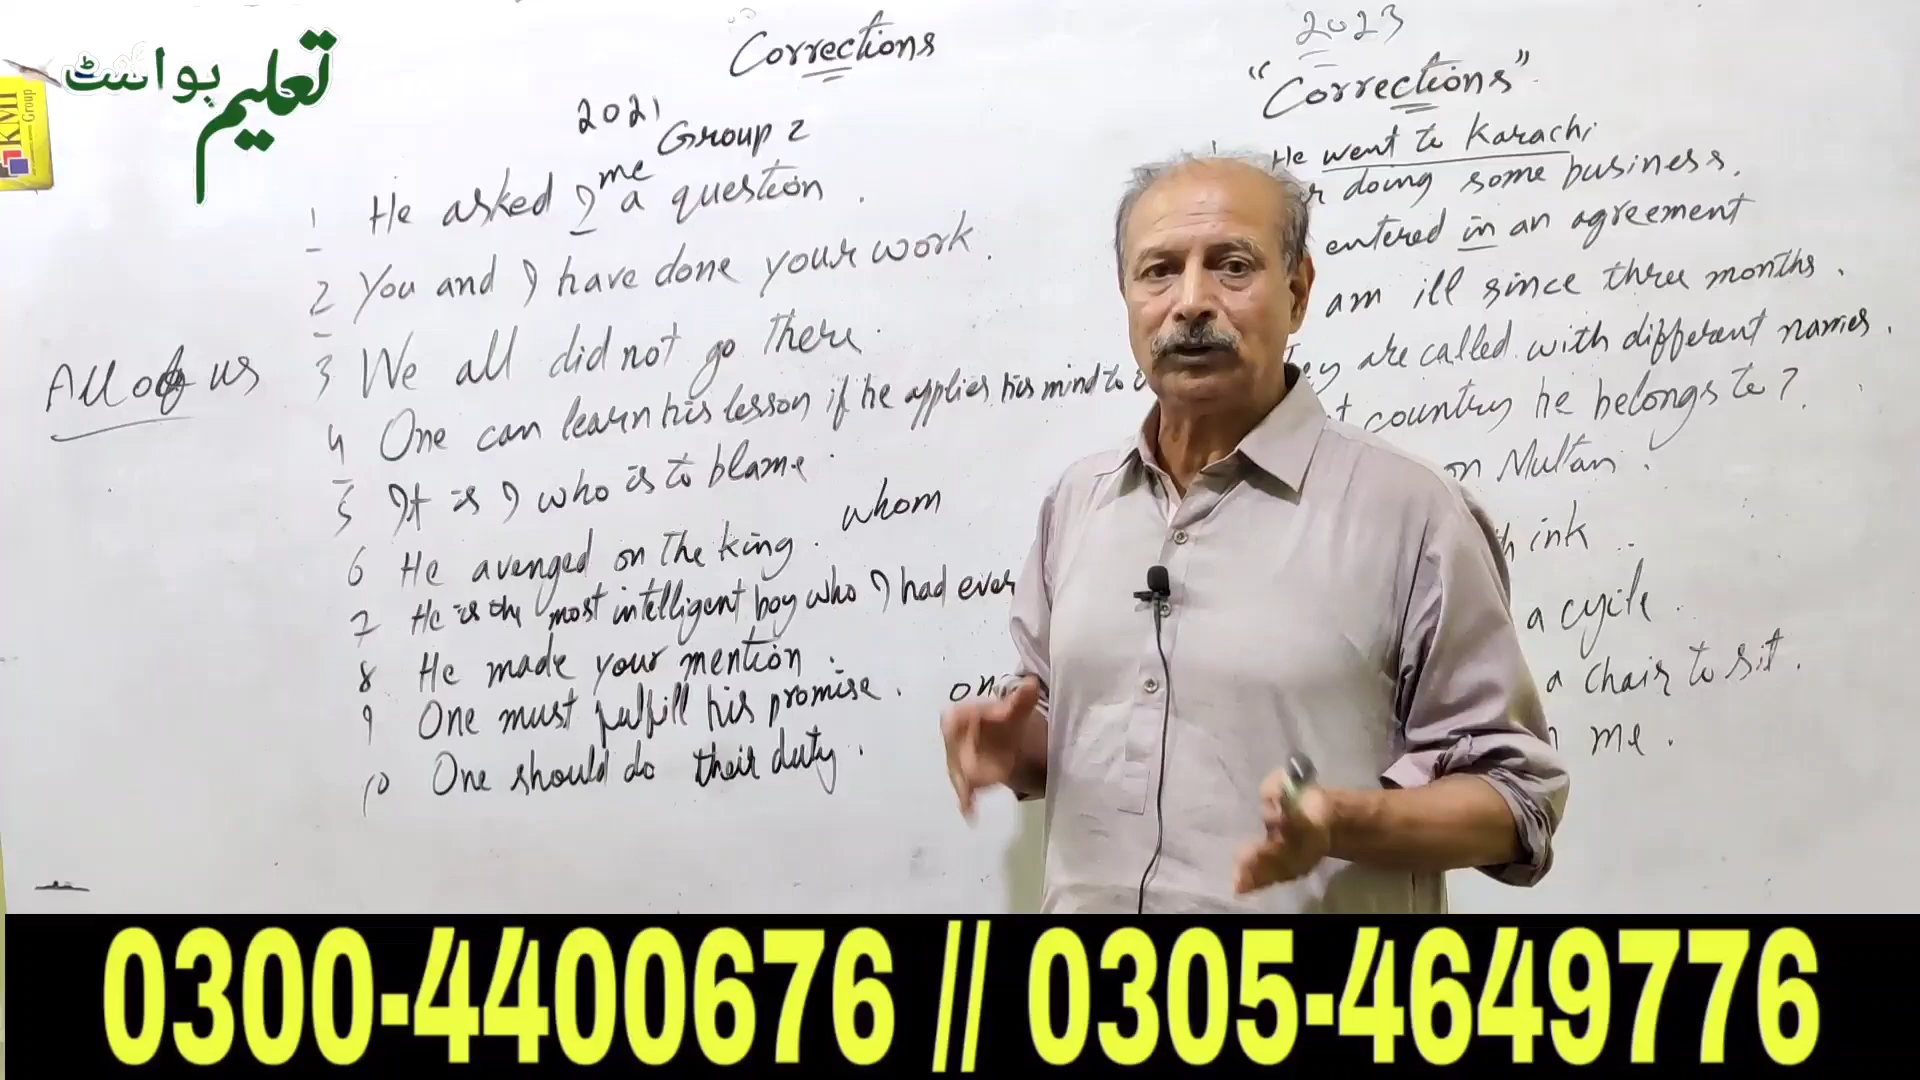 تعلیم پوائنٹ
KMI
Group
Corrections
2021
Group 2
me
1 He asked I a question.
2 You and I have done your work.
3 We all did not go there.
All of us
4 One can learn his lesson if he applies his mind to
5 It is I who is to blame.
6 He avenged on the king.
whom
7 He is the most intelligent boy who I had ever
8 He made your mention.
9 One must fulfill his promise.
10 One should do their duty.
2023
"Corrections"
He went to Karachi
doing some business.
entered in an agreement
am ill since three months.
are called with different names.
country he belongs to?
on Multan.
ink
a cycle.
a chair to sit.
me.
0300-4400676 // 0305-4649776